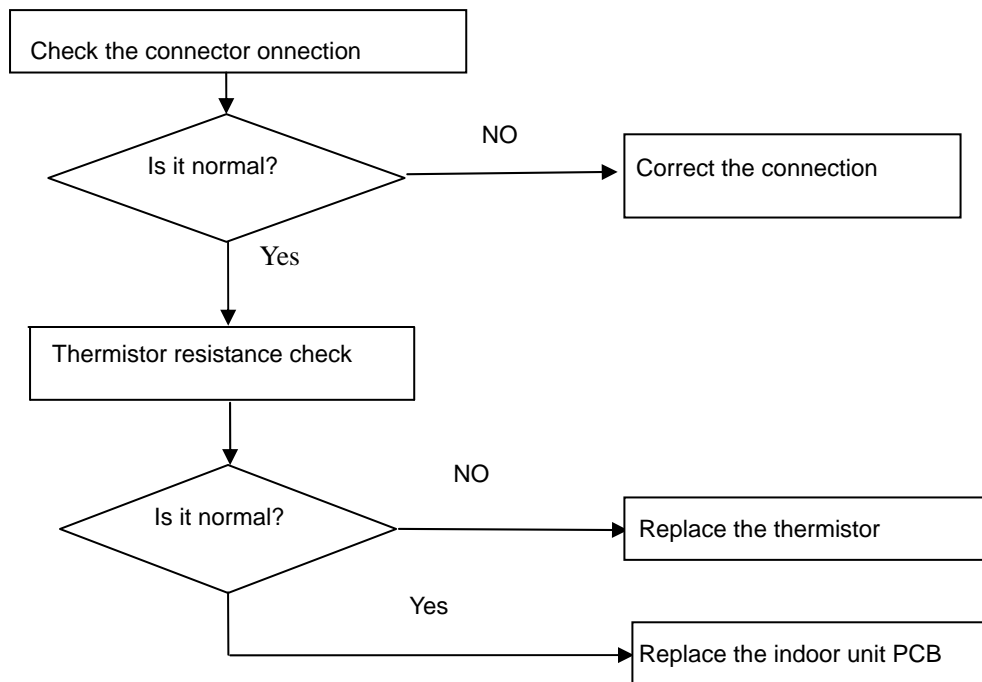 Check the connector onnection
NO
Is it normal?
Correct the connection
Yes
Thermistor resistance check
NO
Is it normal?
Replace the thermistor
Yes
Replace the indoor unit PCB